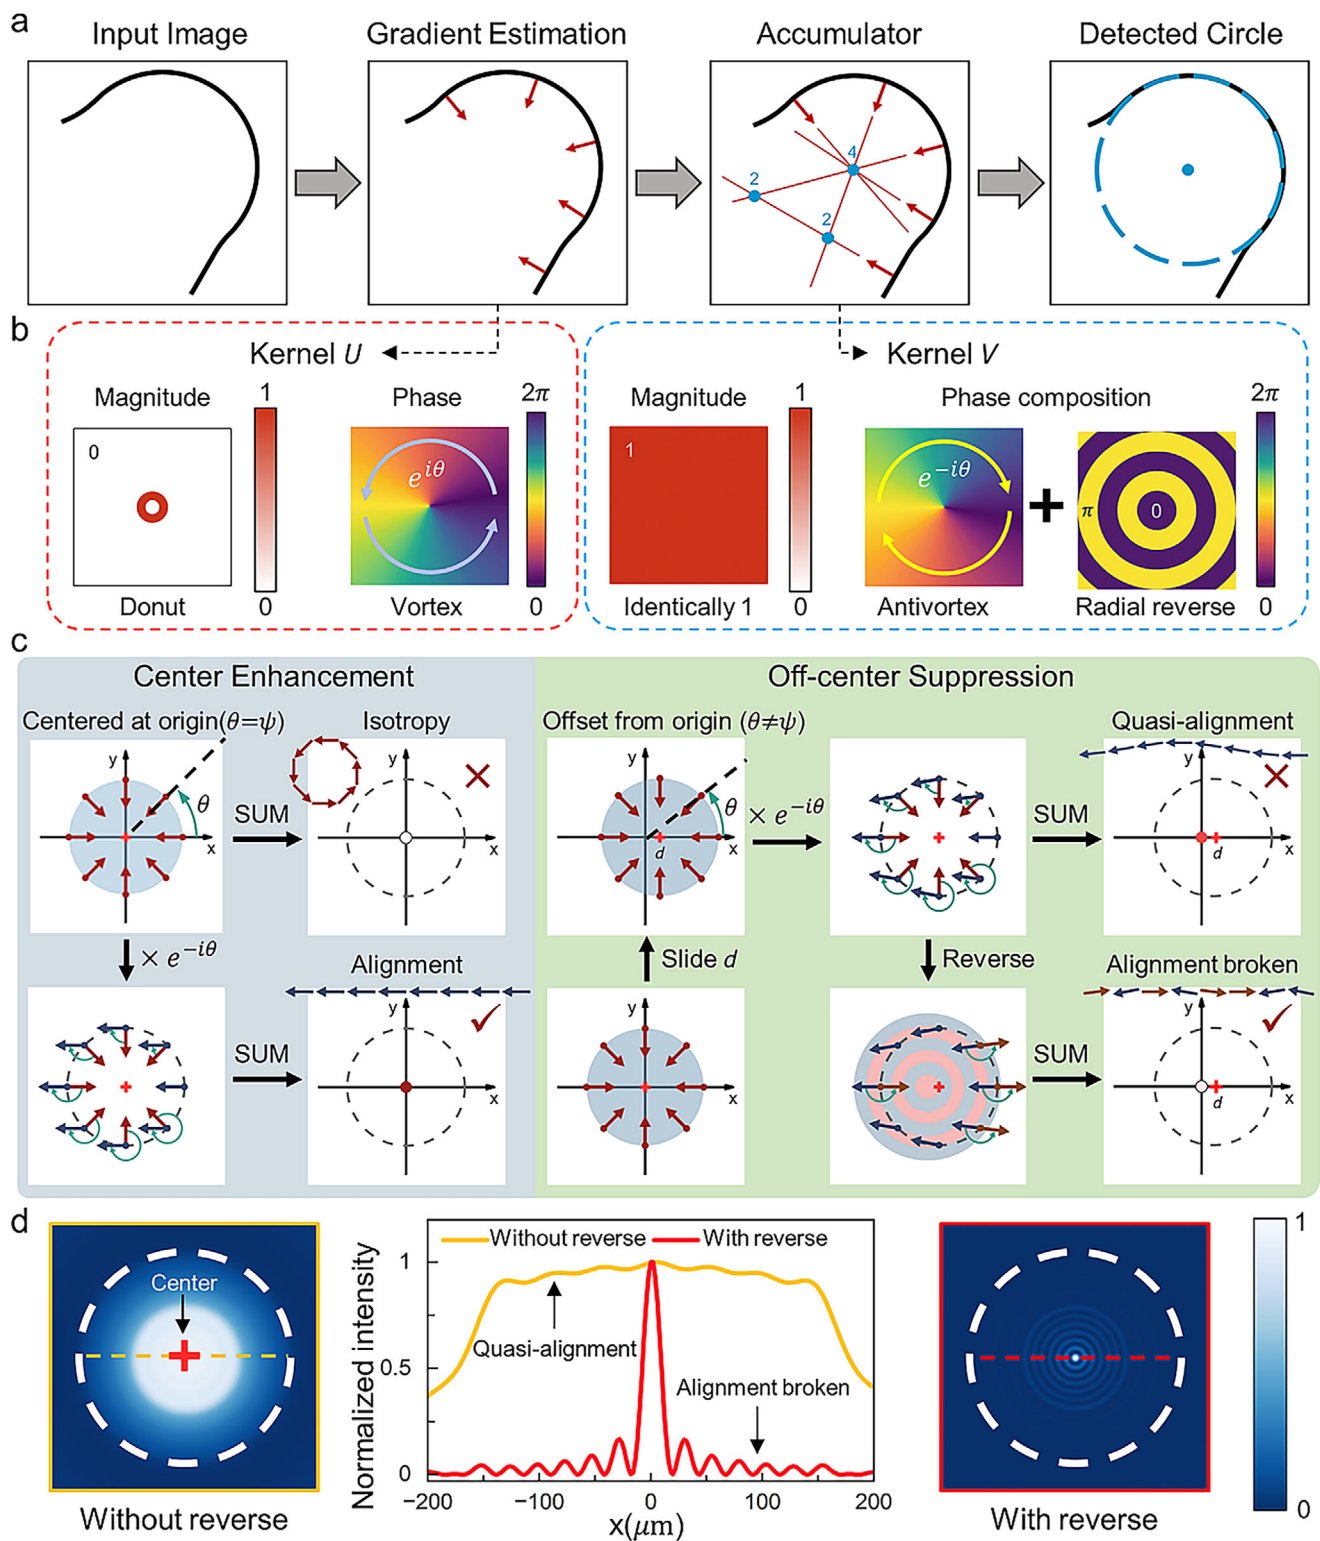 a
Input Image
Gradient Estimation
Accumulator
Detected Circle
4
2
2
b
Kernel U
Kernel V
Magnitude
1
Phase
2π
Magnitude
1
Phase composition
2π
0
e^{iθ}
1
e^{-iθ}
+
π
0
Donut
0
Vortex
0
Identically 1
0
Antivortex
Radial reverse
0
c
Center Enhancement
Off-center Suppression
Centered at origin(θ=ψ)
Isotropy
Offset from origin (θ≠ψ)
Quasi-alignment
y
θ
x
SUM
y
x
y
θ
d
x
× e^{-iθ}
SUM
y
d
x
× e^{-iθ}
Alignment
Slide d
Reverse
Alignment broken
SUM
y
x
y
x
SUM
y
d
x
d
Center
Without reverse
Normalized intensity
Without reverse
With reverse
1
0.5
0
Quasi-alignment
Alignment broken
−200
−100
0
100
200
x(μm)
With reverse
1
0